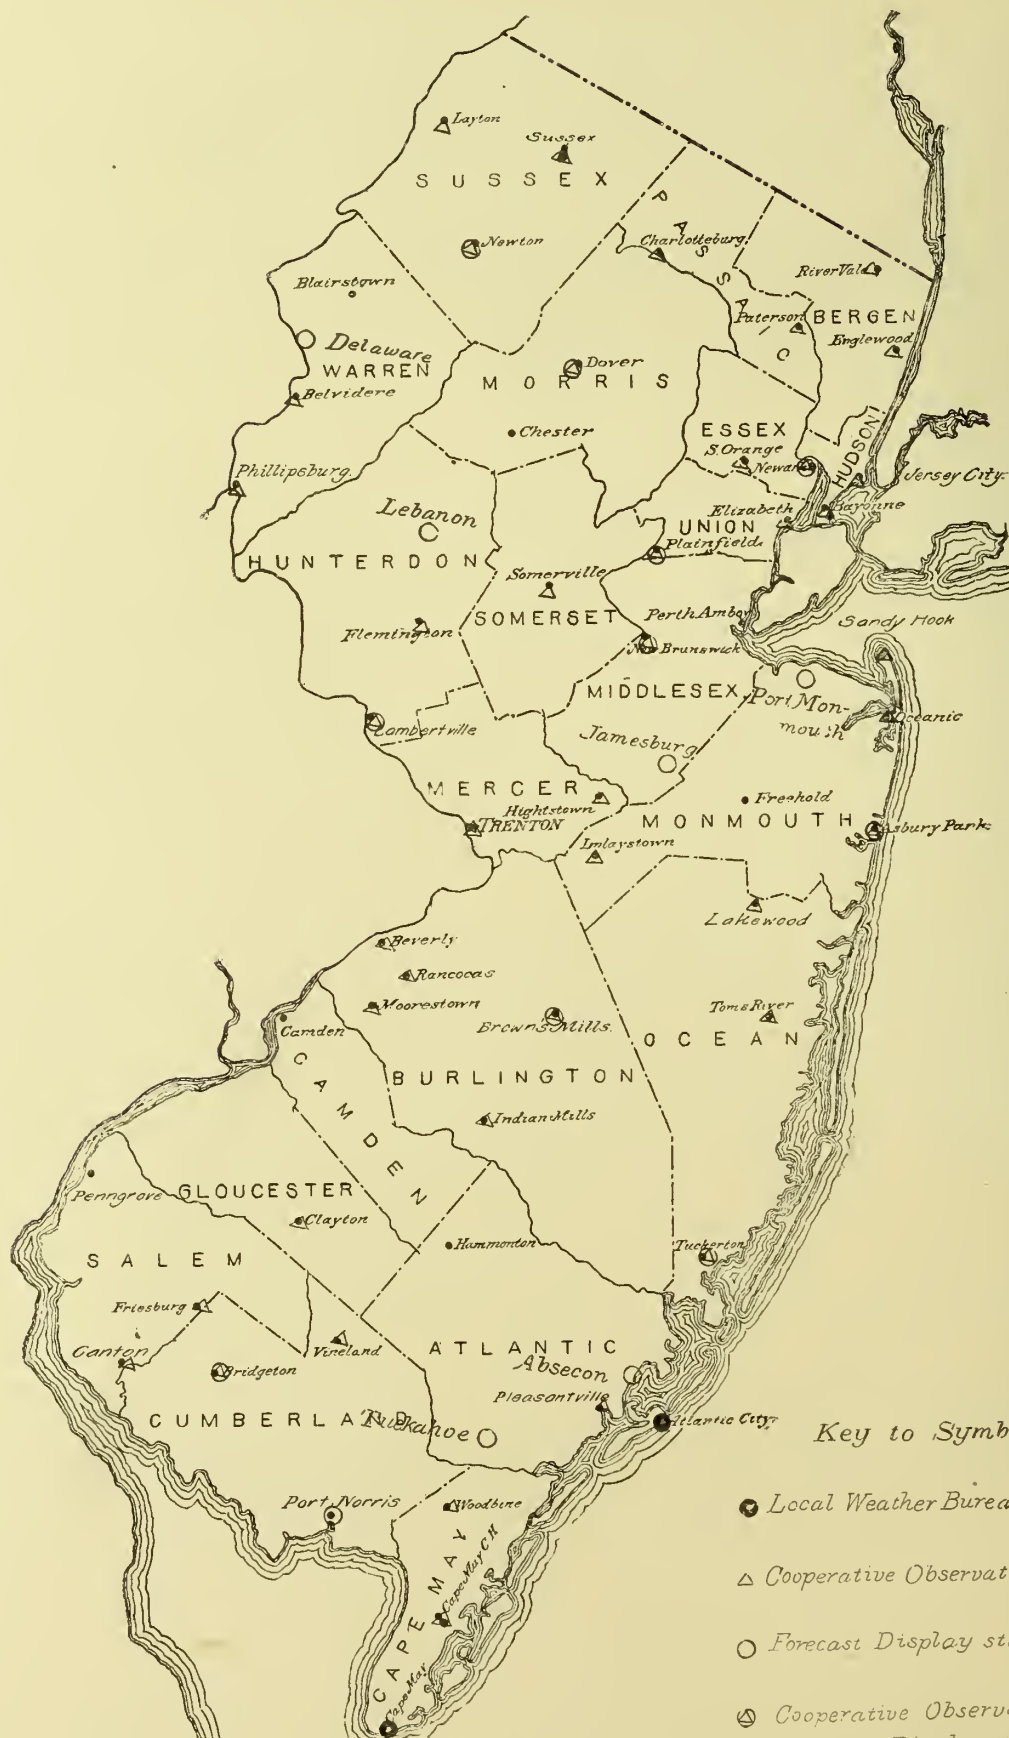 Layton
Sussex
SUSSEX
PASSAIC
Newton
Charlotteburg
River Vale
Blairstown
Paterson
BERGEN
Englewood
Delaware
WARREN
Dover
MORRIS
Belvidere
Chester
ESSEX
S. Orange
Newark
HUDSON
Jersey City
Phillipsburg
Lebanon
Elizabeth
Bayonne
UNION
Plainfield
HUNTERDON
Somerville
SOMERSET
Perth Amboy
Sandy Hook
Flemington
New Brunswick
MIDDLESEX
Port Mon-
mouth
Oceanic
Lambertville
Jamesburg
MERCER
Hightstown
Freehold
TRENTON
MONMOUTH
Asbury Park
Imlaystown
Lakewood
Beverly
Rancocas
Moorestown
Toms River
Camden
Browns Mills
OCEAN
CAMDEN
BURLINGTON
Indian Mills
Penngrove
GLOUCESTER
Clayton
Hammonton
Tuckerton
SALEM
Friesburg
Canton
Vineland
ATLANTIC
Absecon
Bridgeton
Pleasantville
CUMBERLAND
Tuckahoe
Atlantic City
Port Norris
Woodbine
CAPE MAY
Cape May C H
Cape May
Key to Symb
Local Weather Burea
Cooperative Observat
Forecast Display st
Cooperative Observ